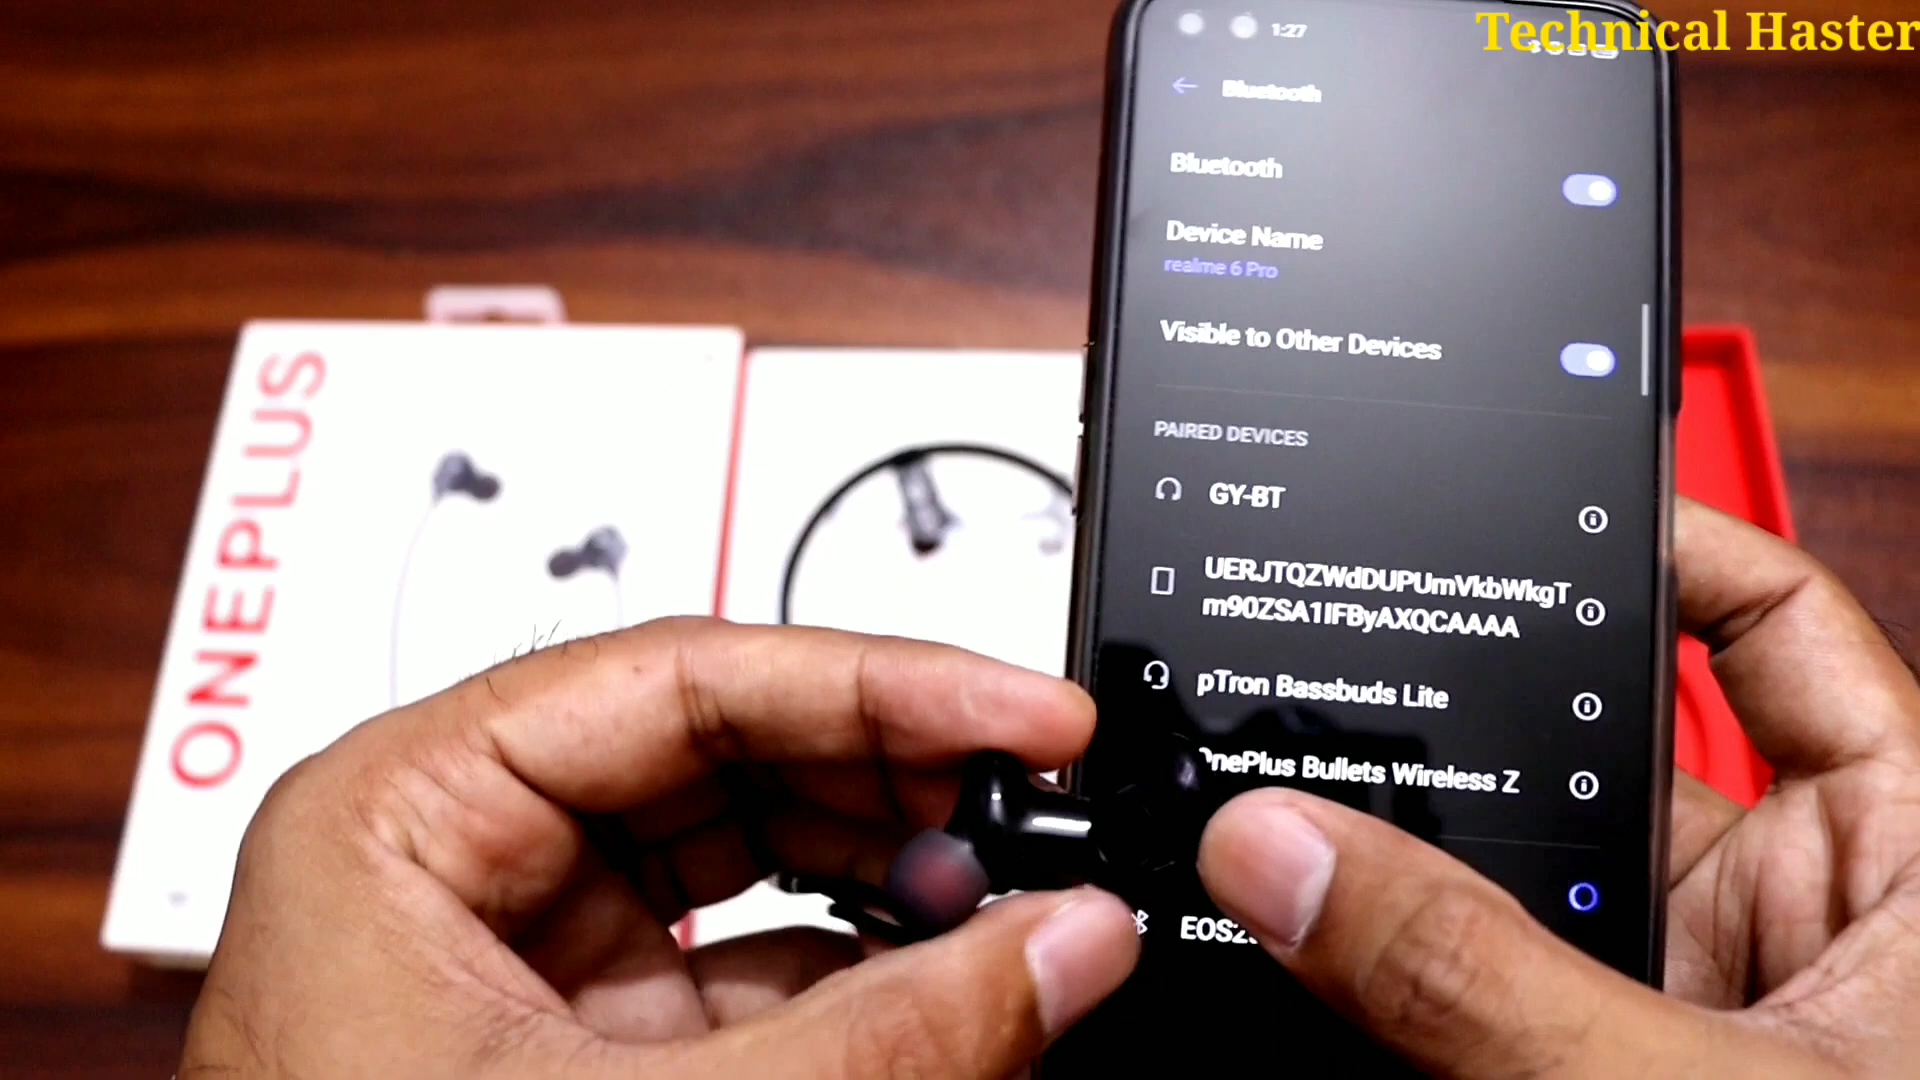 Technical Haster
1:27
Bluetooth
Bluetooth
Device Name
realme 6 Pro
Visible to Other Devices
PAIRED DEVICES
GY-BT
UERJTQZWdDUPUmVkbWkgT
m90ZSA1IFByAXQCAAAA
pTron Bassbuds Lite
OnePlus Bullets Wireless Z
ONEPLUS